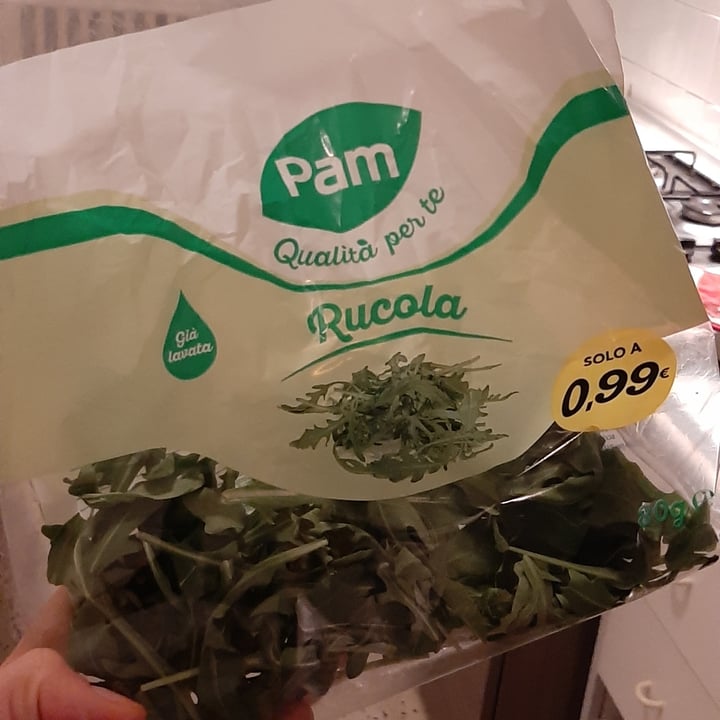 Pam
Qualità per te
Rucola
Già
lavata
SOLO A
0,99€